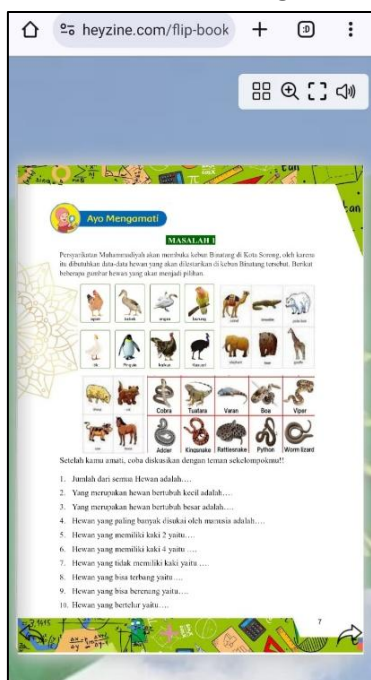 heyzine.com/flip-book
Ayo Mengamati
MASALAH 1
Persyarikatan Muhammadiyah akan membuka kebun Binatang di Kota Sorong, oleh karena
itu dibutuhkan data-data hewan yang akan dilestarikan di kebun Binatang tersebut. Berikut
beberapa gambar hewan yang akan menjadi pilihan.
Cobra Tuatara Varan Boa Viper
Adder Kingsnake Rattlesnake Python Worm lizard
Setelah kamu amati, coba diskusikan dengan teman sekelompokmu!!
1. Jumlah dari semua Hewan adalah....
2. Yang merupakan hewan bertubuh kecil adalah....
3. Yang merupakan hewan bertubuh besar adalah....
4. Hewan yang paling banyak disukai oleh manusia adalah....
5. Hewan yang memiliki kaki 2 yaitu....
6. Hewan yang memiliki kaki 4 yaitu ....
7. Hewan yang tidak memiliki kaki yaitu ....
8. Hewan yang bisa terbang yaitu ....
9. Hewan yang bisa berenang yaitu....
10. Hewan yang bertelur yaitu....
7